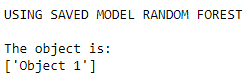 USING SAVED MODEL RANDOM FOREST
The object is:
['Object 1']